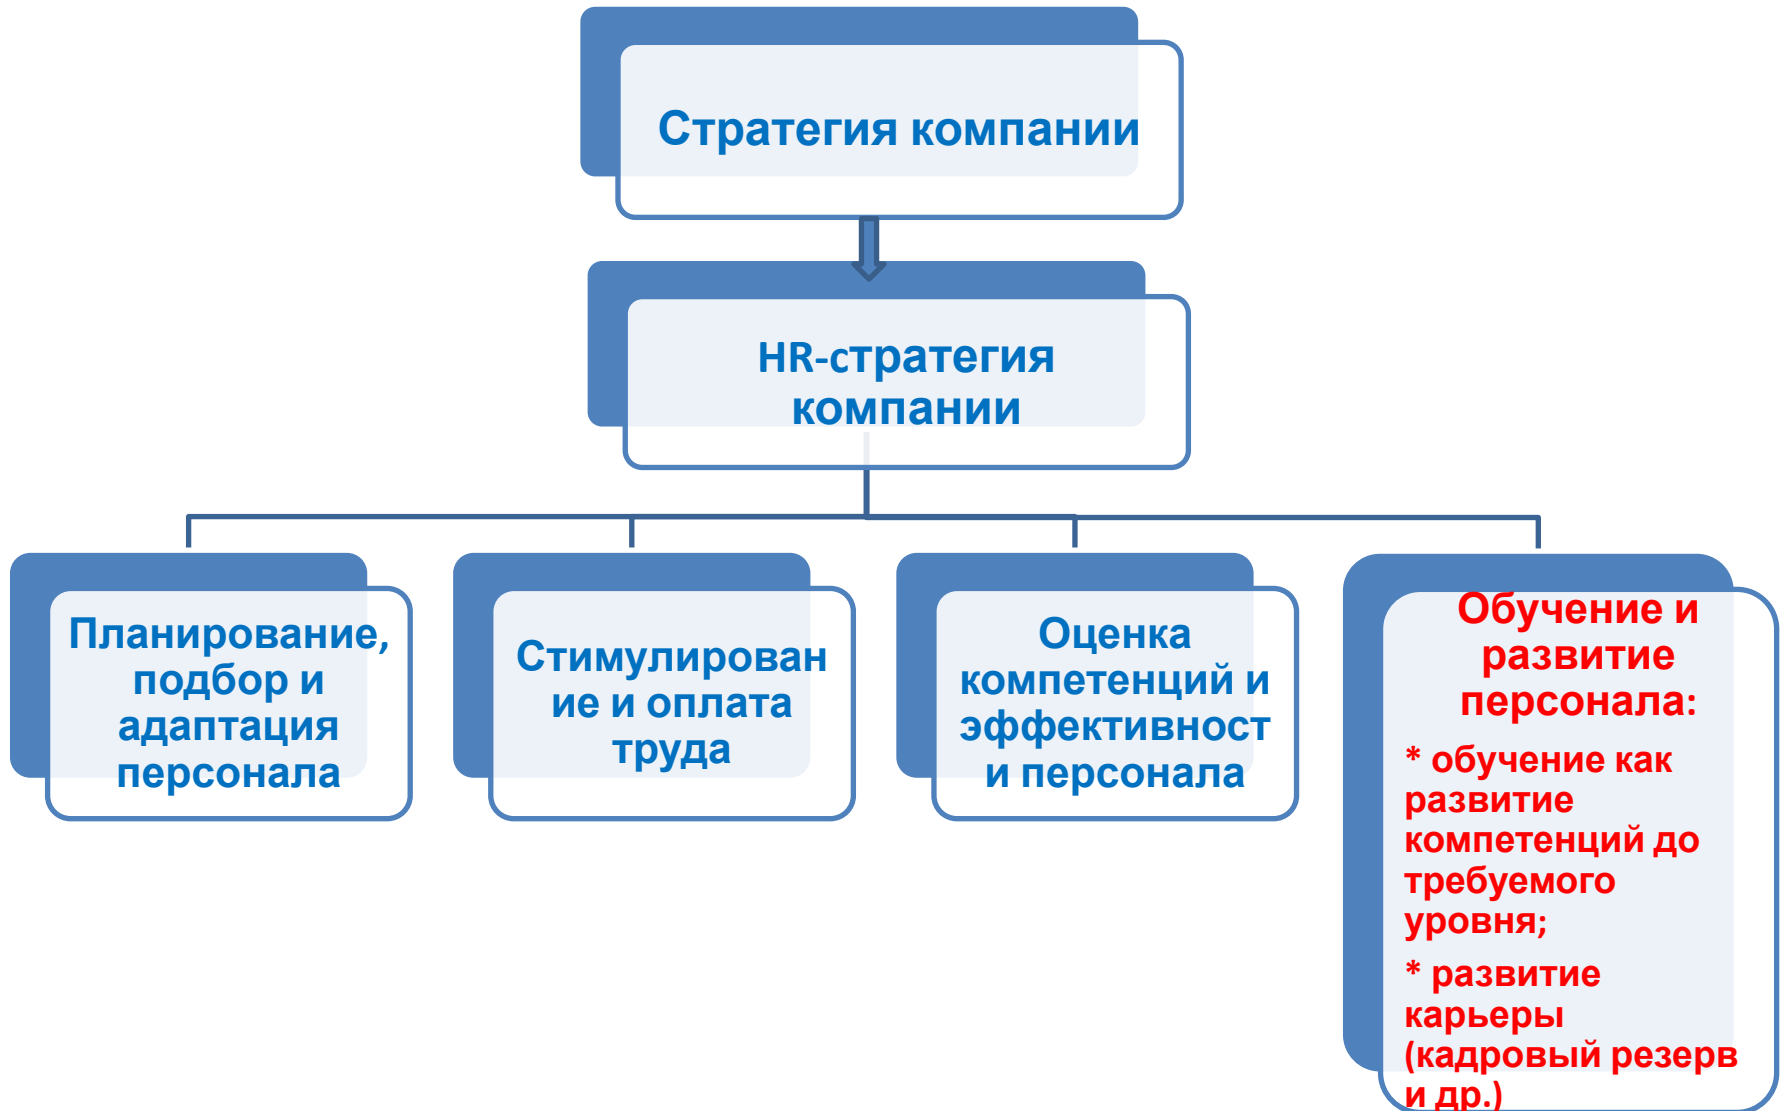 Стратегия компании
HR-стратегия
компании
Планирование,
подбор и
адаптация
персонала
Стимулирован
ие и оплата
труда
Оценка
компетенций и
эффективност
и персонала
Обучение и
развитие
персонала:
* обучение как
развитие
компетенций до
требуемого
уровня;
* развитие
карьеры
(кадровый резерв
и др.)